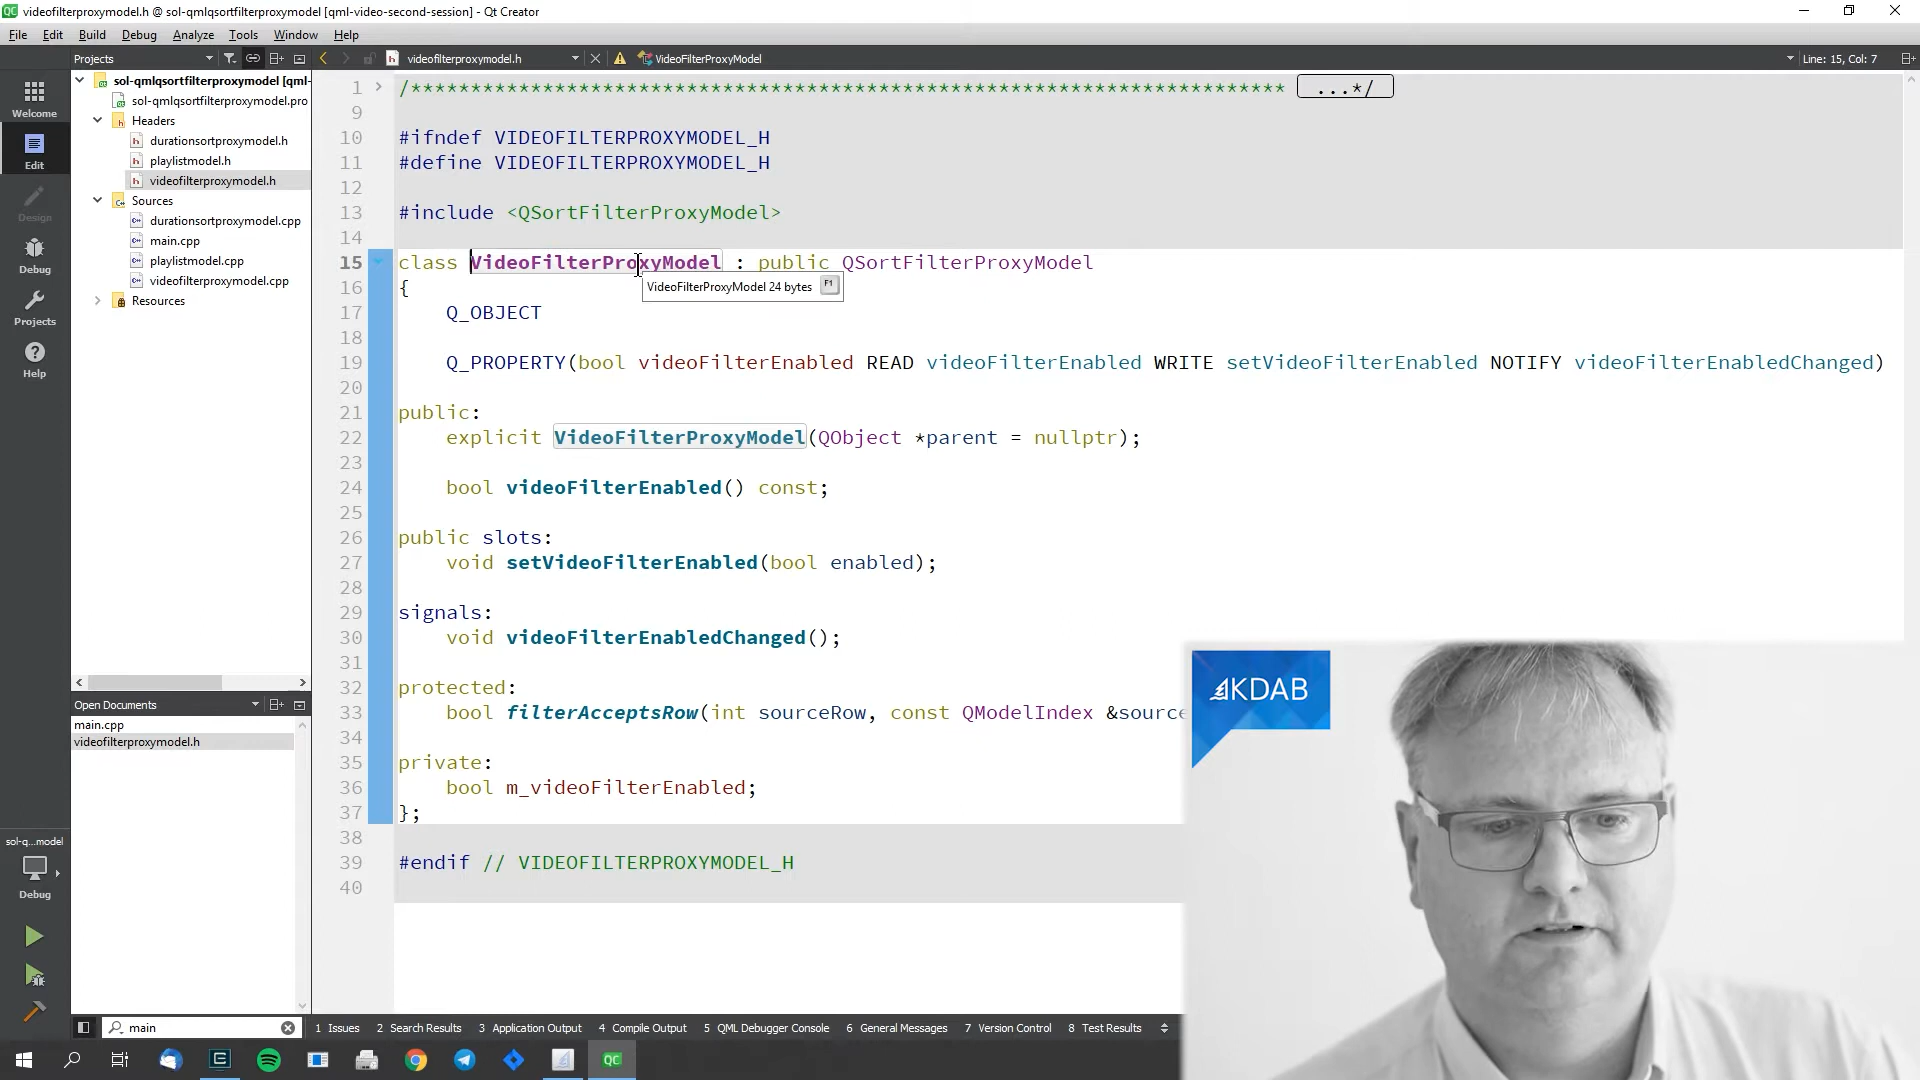 videofilterproxymodel.h @ sol-qmlqsortfilterproxymodel [qml-video-second-session] - Qt Creator
File Edit Build Debug Analyze Tools Window Help
Projects
videofilterproxymodel.h
VideoFilterProxyModel
Line: 15, Col: 7
Welcome
Edit
Design
Debug
Projects
Help
sol-qmlqsortfilterproxymodel [qml-
sol-qmlqsortfilterproxymodel.pro
Headers
durationsortproxymodel.h
playlistmodel.h
videofilterproxymodel.h
Sources
durationsortproxymodel.cpp
main.cpp
playlistmodel.cpp
videofilterproxymodel.cpp
Resources
Open Documents
main.cpp
videofilterproxymodel.h
sol-q...model
Debug
1 /************************************************************************* ...*/
9
10 #ifndef VIDEOFILTERPROXYMODEL_H
11 #define VIDEOFILTERPROXYMODEL_H
12
13 #include <QSortFilterProxyModel>
14
15 class VideoFilterProxyModel : public QSortFilterProxyModel
16 {
VideoFilterProxyModel 24 bytes F1
17 Q_OBJECT
18
19 Q_PROPERTY(bool videoFilterEnabled READ videoFilterEnabled WRITE setVideoFilterEnabled NOTIFY videoFilterEnabledChanged)
20
21 public:
22 explicit VideoFilterProxyModel(QObject *parent = nullptr);
23
24 bool videoFilterEnabled() const;
25
26 public slots:
27 void setVideoFilterEnabled(bool enabled);
28
29 signals:
30 void videoFilterEnabledChanged();
31
32 protected:
33 bool filterAcceptsRow(int sourceRow, const QModelIndex &source
34
35 private:
36 bool m_videoFilterEnabled;
37 };
38
39 #endif // VIDEOFILTERPROXYMODEL_H
40
KDAB
main
1 Issues 2 Search Results 3 Application Output 4 Compile Output 5 QML Debugger Console 6 General Messages 7 Version Control 8 Test Results
QC